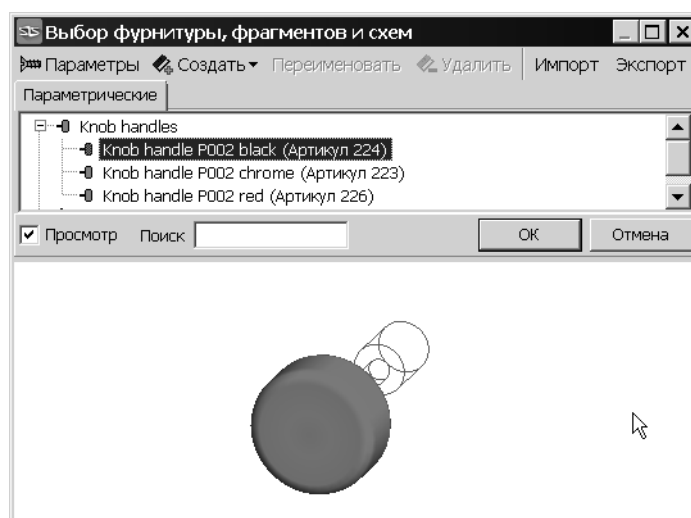 Выбор фурнитуры, фрагментов и схем
Параметры Создать Переименовать Удалить Импорт Экспорт
Параметрические
Knob handles
Knob handle P002 black (Артикул 224)
Knob handle P002 chrome (Артикул 223)
Knob handle P002 red (Артикул 226)
Просмотр Поиск ОК Отмена